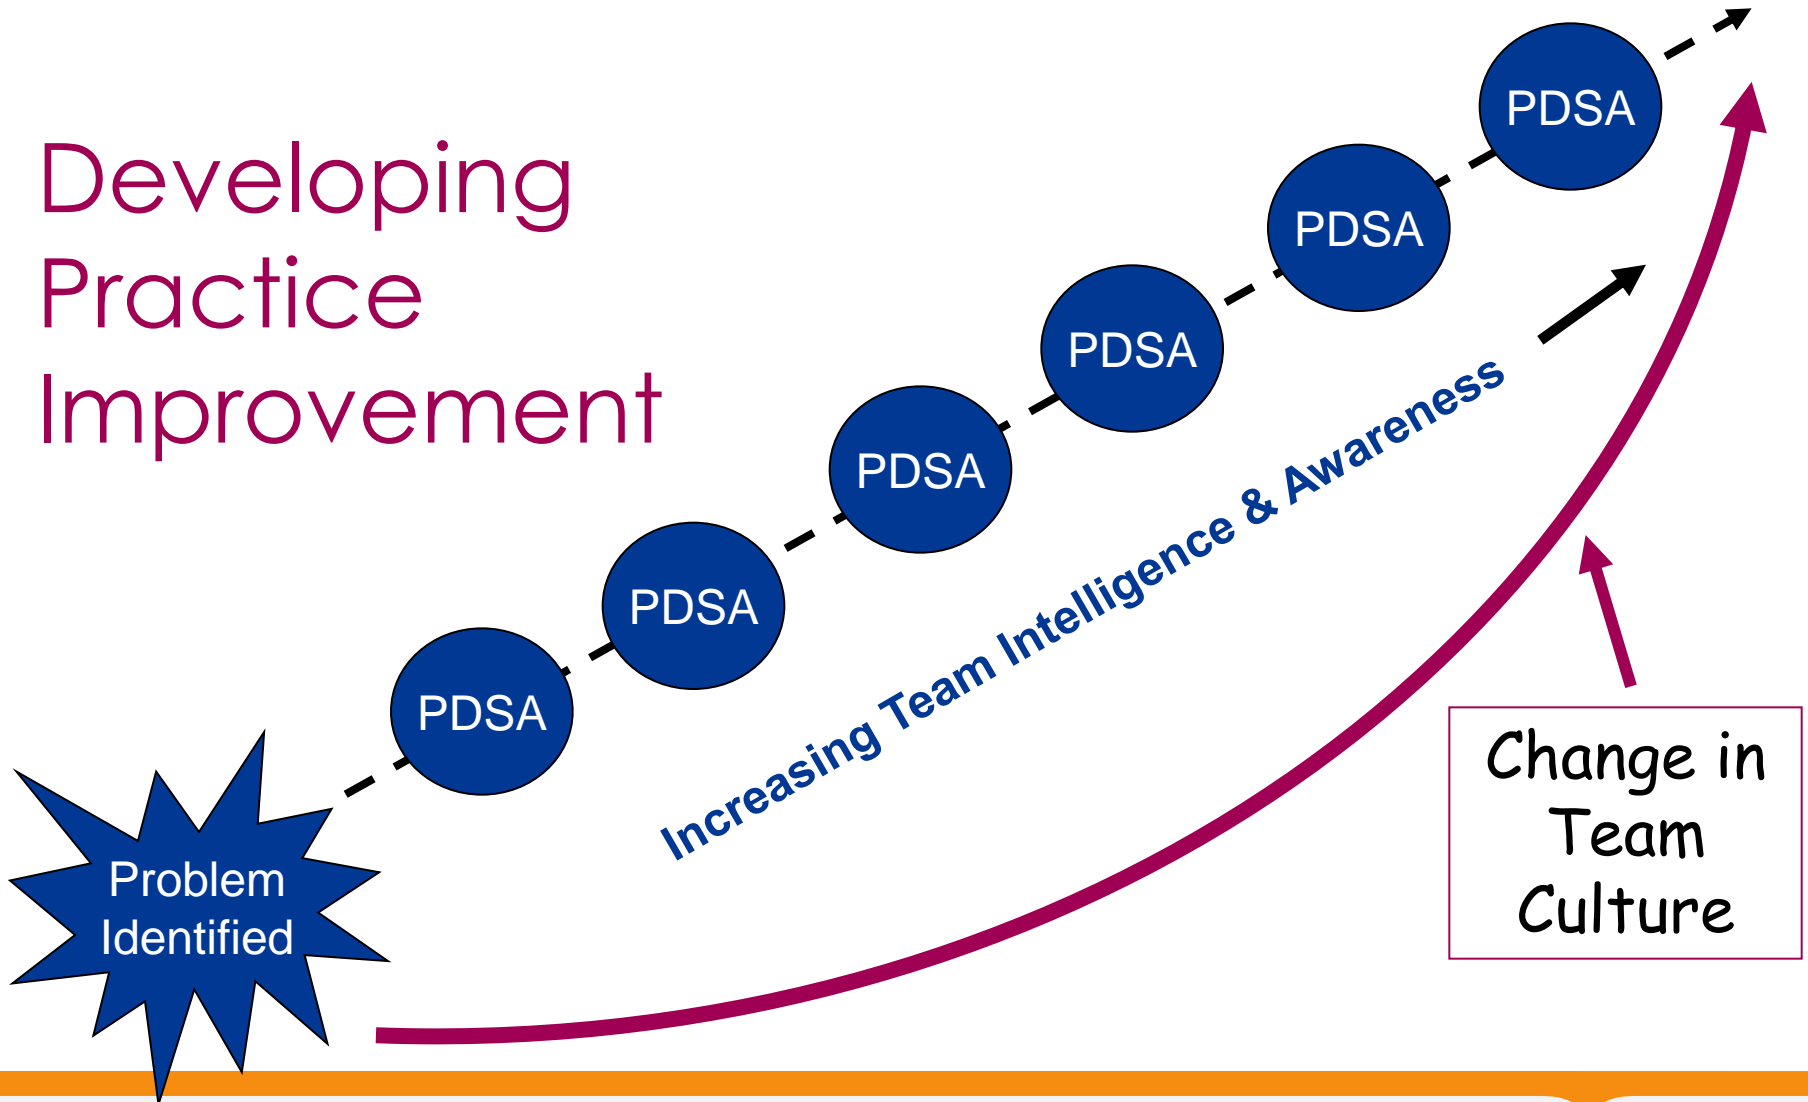 Developing
Practice
Improvement
PDSA
PDSA
PDSA
PDSA
PDSA
PDSA
Increasing Team Intelligence & Awareness
Problem
Identified
Change in
Team
Culture